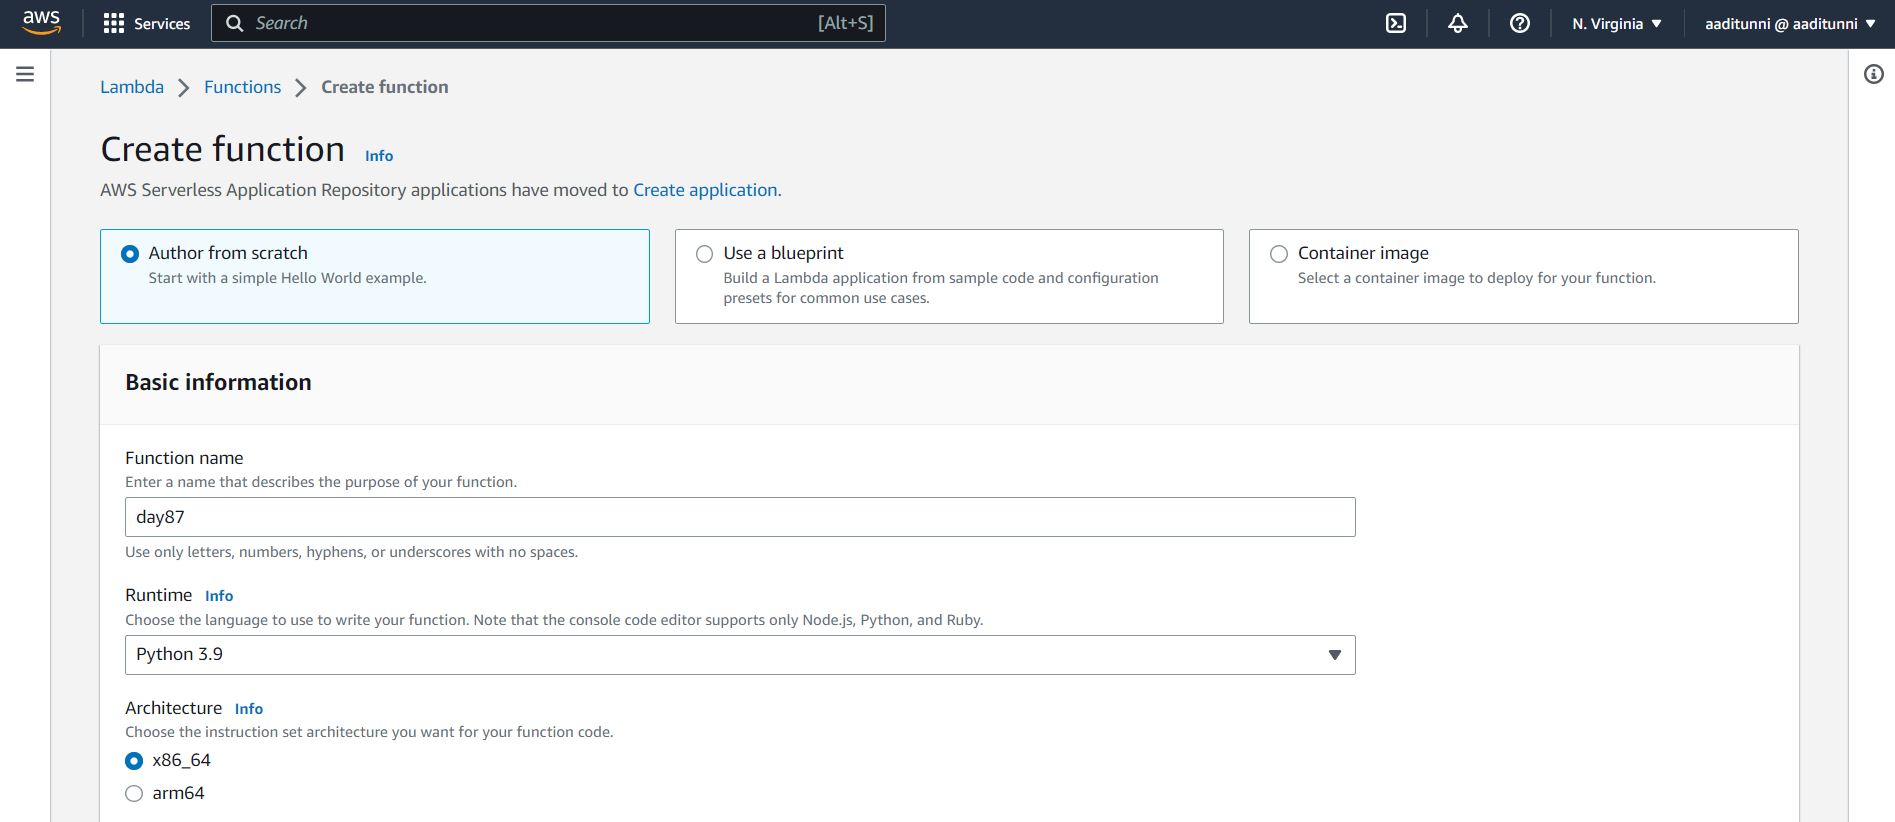 aws
Services
Search
[Alt+S]
N. Virginia
aaditunni @ aaditunni
Lambda
Functions
Create function
Create function
Info
AWS Serverless Application Repository applications have moved to Create application.
Author from scratch
Start with a simple Hello World example.
Use a blueprint
Build a Lambda application from sample code and configuration
presets for common use cases.
Container image
Select a container image to deploy for your function.
Basic information
Function name
Enter a name that describes the purpose of your function.
day87
Use only letters, numbers, hyphens, or underscores with no spaces.
Runtime Info
Choose the language to use to write your function. Note that the console code editor supports only Node.js, Python, and Ruby.
Python 3.9
Architecture Info
Choose the instruction set architecture you want for your function code.
x86_64
arm64